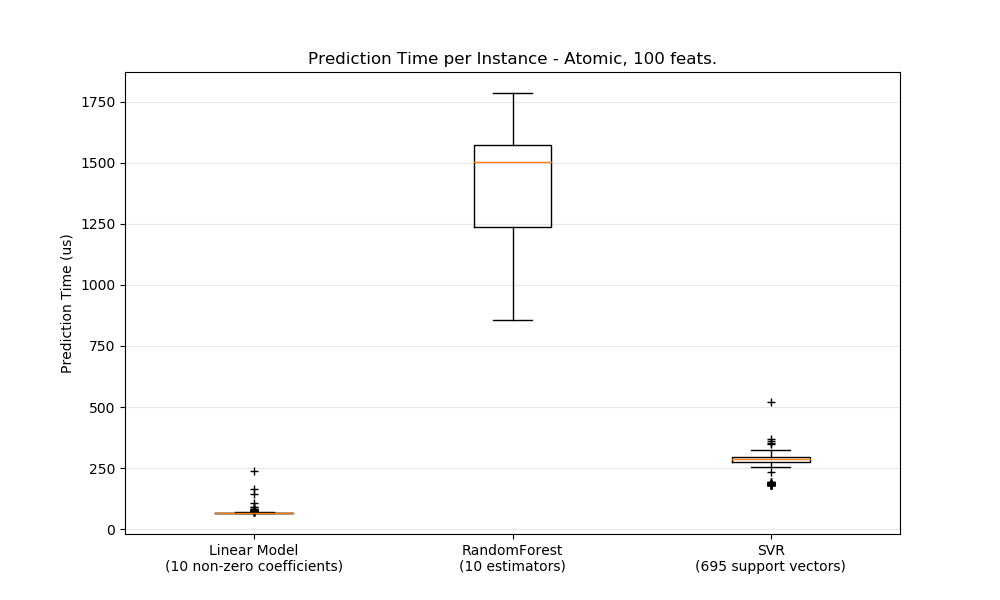 Prediction Time per Instance - Atomic, 100 feats.
Prediction Time (us)
1750
1500
1250
1000
750
500
250
0
Linear Model
(10 non-zero coefficients)
RandomForest
(10 estimators)
SVR
(695 support vectors)